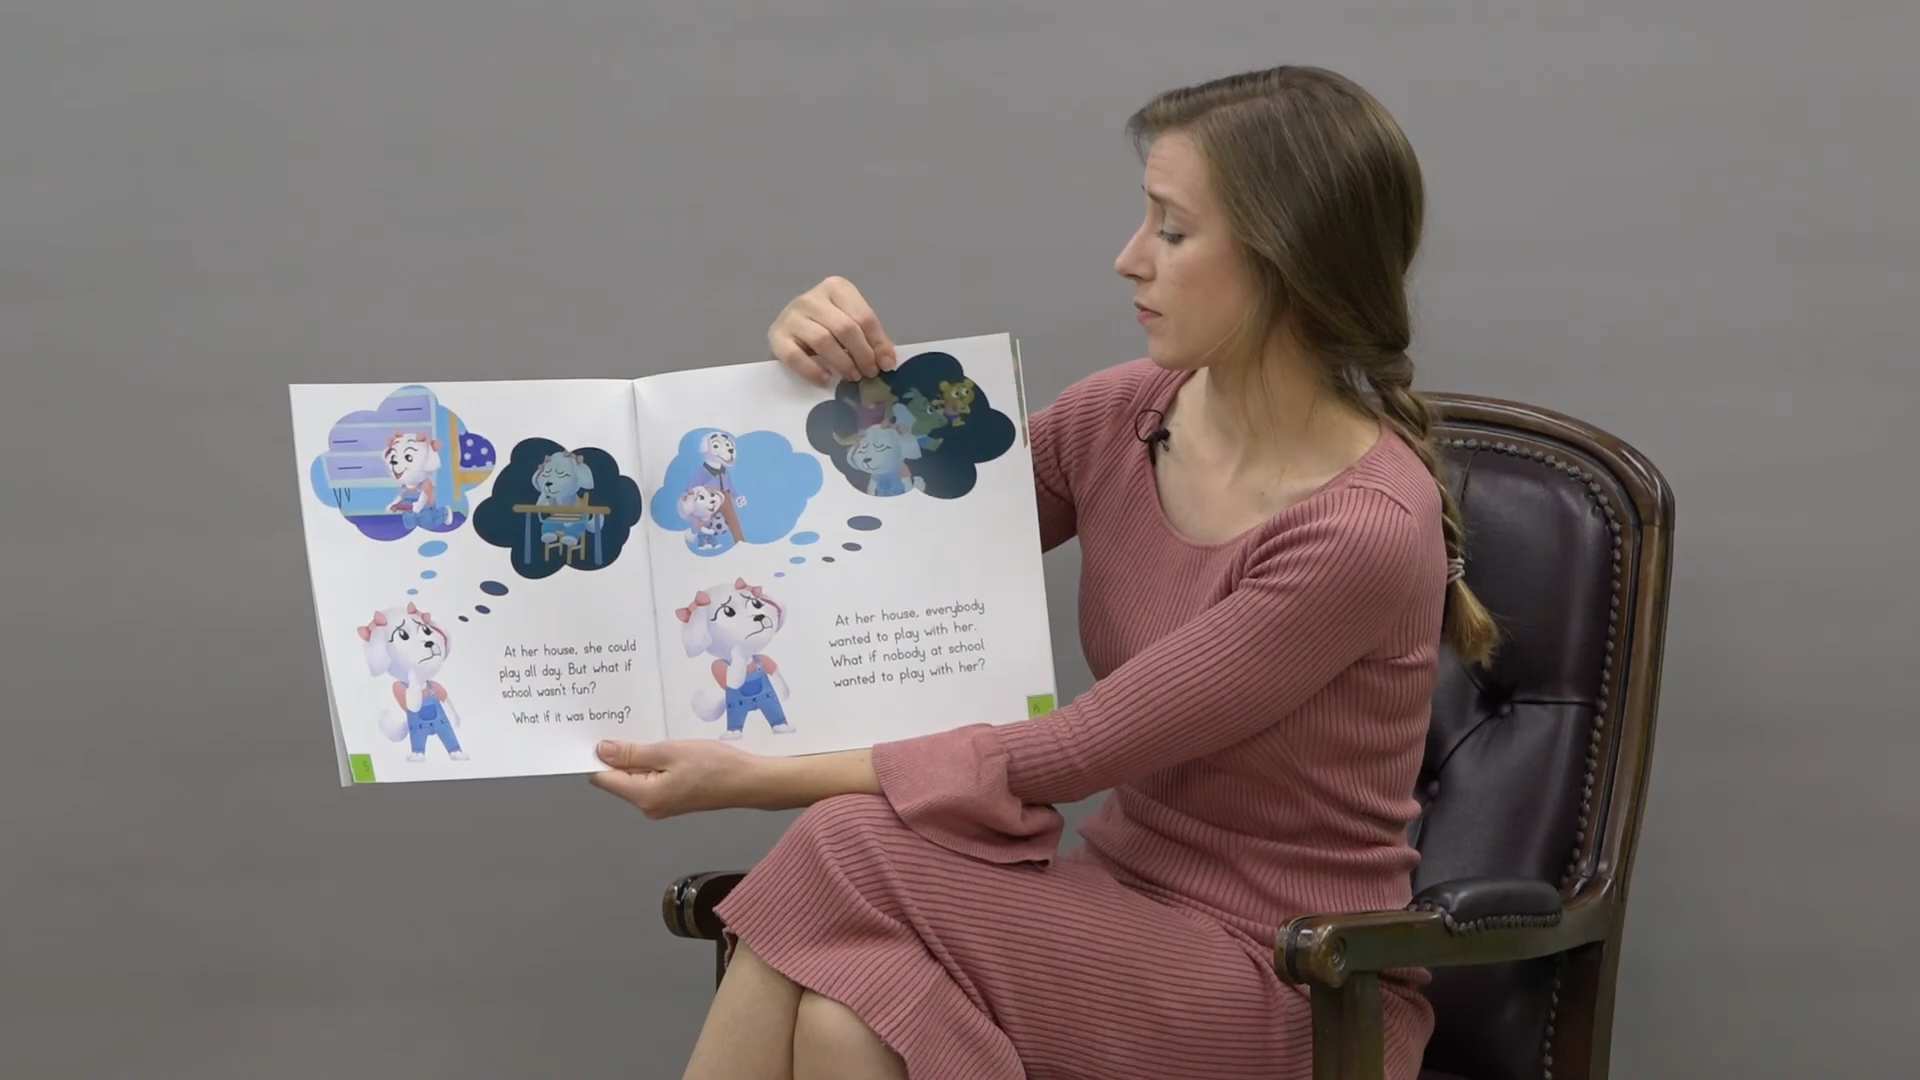 At her house, she could
play all day. But what if
school wasn't fun?
What if it was boring?
5
At her house, everybody
wanted to play with her.
What if nobody at school
wanted to play with her?
6